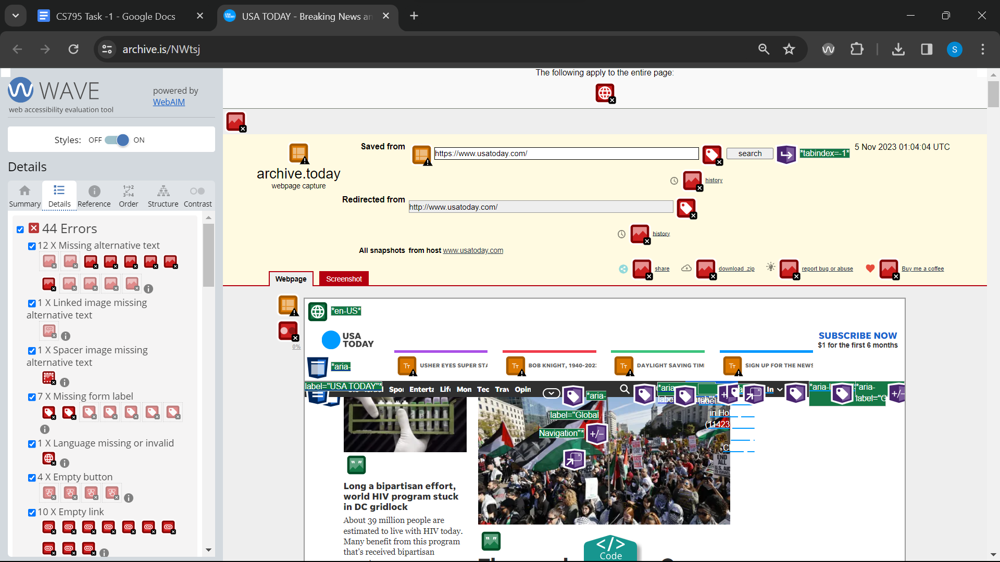 CS795 Task -1 - Google Docs
USA TODAY - Breaking News an
archive.is/NWtsj
S
WAVE
web accessibility evaluation tool
powered by
WebAIM
Styles: OFF ON
Details
Summary
Details
Reference
Order
Structure
Contrast
44 Errors
12 X Missing alternative text
1 X Linked image missing
alternative text
1 X Spacer image missing
alternative text
7 X Missing form label
1 X Language missing or invalid
4 X Empty button
10 X Empty link
The following apply to the entire page:
archive.today
webpage capture
Saved from
https://www.usatoday.com/
search
*tabindex=-1*
5 Nov 2023 01:04:04 UTC
history
Redirected from
http://www.usatoday.com/
history
All snapshots from host www.usatoday.com
share
download .zip
report bug or abuse
Buy me a coffee
Webpage
Screenshot
0%
*en-US*
USA
TODAY
SUBSCRIBE NOW
$1 for the first 6 months
*aria-
label="USA TODAY"*
USHER EYES SUPER STA
BOB KNIGHT, 1940-202
DAYLIGHT SAVING TIM
SIGN UP FOR THE NEWS
Spor Enterta Life Mon Tec Trav Opin
In
*aria-
label="Global
Navigation"*
*aria-
*aria-
label="G
in Hol
(11423
C
END
ALL
U.S. AID
TO ISRAEL
Long a bipartisan effort,
world HIV program stuck
in DC gridlock
About 39 million people are
estimated to live with HIV today.
Many benefit from this program
that's received bipartisan
</>
Code